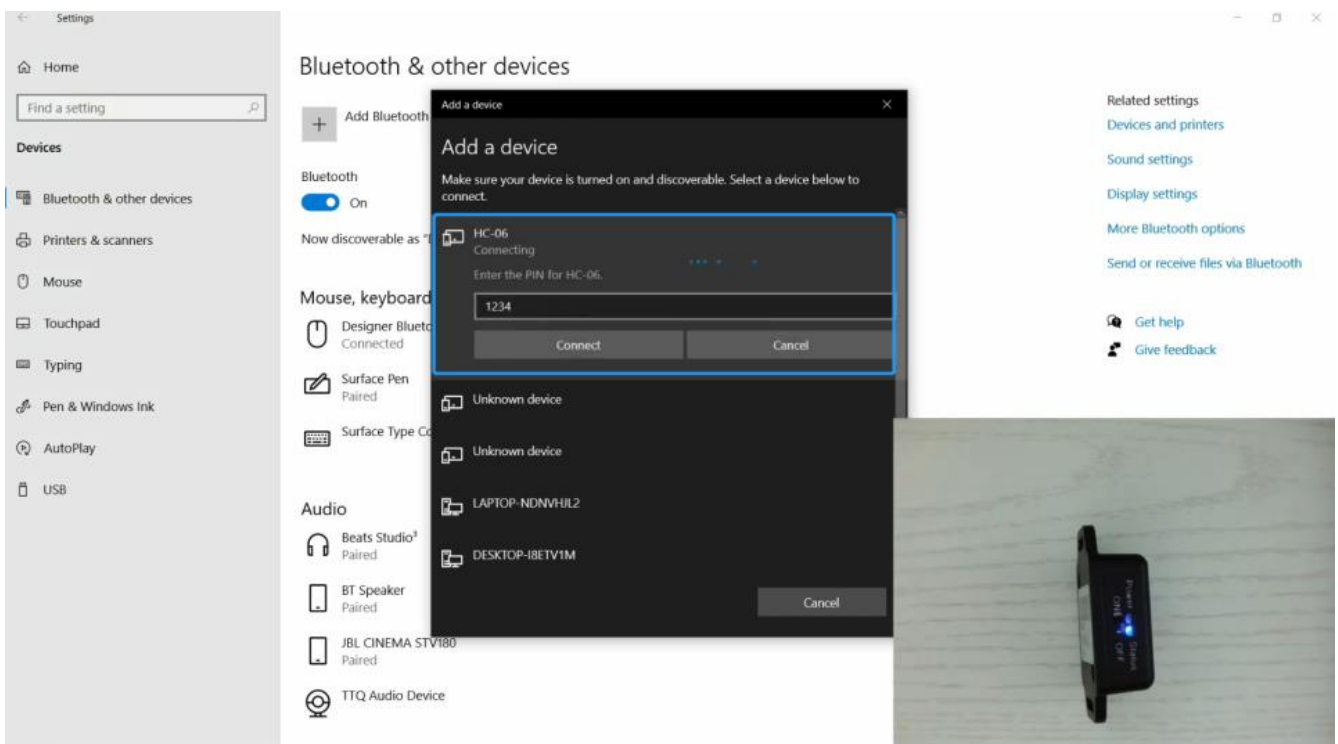 Settings
Home
Find a setting
Devices
Bluetooth & other devices
Printers & scanners
Mouse
Touchpad
Typing
Pen & Windows Ink
AutoPlay
USB
Bluetooth & other devices
Add Bluetooth
Bluetooth
On
Now discoverable as
Mouse, keyboard
Designer Blueto
Connected
Surface Pen
Paired
Surface Type Co
Audio
Beats Studio³
Paired
BT Speaker
Paired
JBL CINEMA STV180
Paired
TTQ Audio Device
Add a device
Add a device
Make sure your device is turned on and discoverable. Select a device below to
connect.
HC-06
Connecting
Enter the PIN for HC-06.
1234
Connect Cancel
Unknown device
Unknown device
LAPTOP-NDNVHJL2
DESKTOP-I8ETV1M
Cancel
Related settings
Devices and printers
Sound settings
Display settings
More Bluetooth options
Send or receive files via Bluetooth
Get help
Give feedback
Power Status
OFF